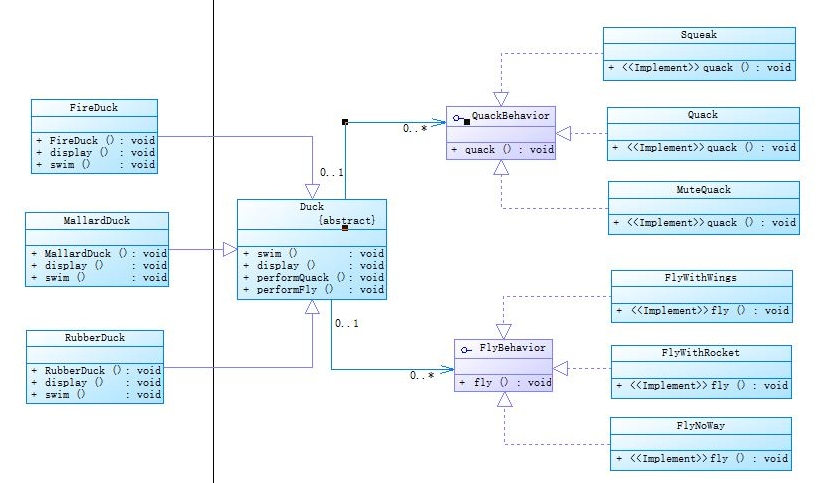 FireDuck
+ FireDuck () : void
+ display () : void
+ swim () : void
MallardDuck
+ MallardDuck () : void
+ display () : void
+ swim () : void
RubberDuck
+ RubberDuck () : void
+ display () : void
+ swim () : void
Duck
{abstract}
+ swim () : void
+ display () : void
+ performQuack () : void
+ performFly () : void
0..1
0..*
0..1
0..*
QuackBehavior
+ quack () : void
FlyBehavior
+ fly () : void
Squeak
+ <<Implement>> quack () : void
Quack
+ <<Implement>> quack () : void
MuteQuack
+ <<Implement>> quack () : void
FlyWithWings
+ <<Implement>> fly () : void
FlyWithRocket
+ <<Implement>> fly () : void
FlyNoWay
+ <<Implement>> fly () : void